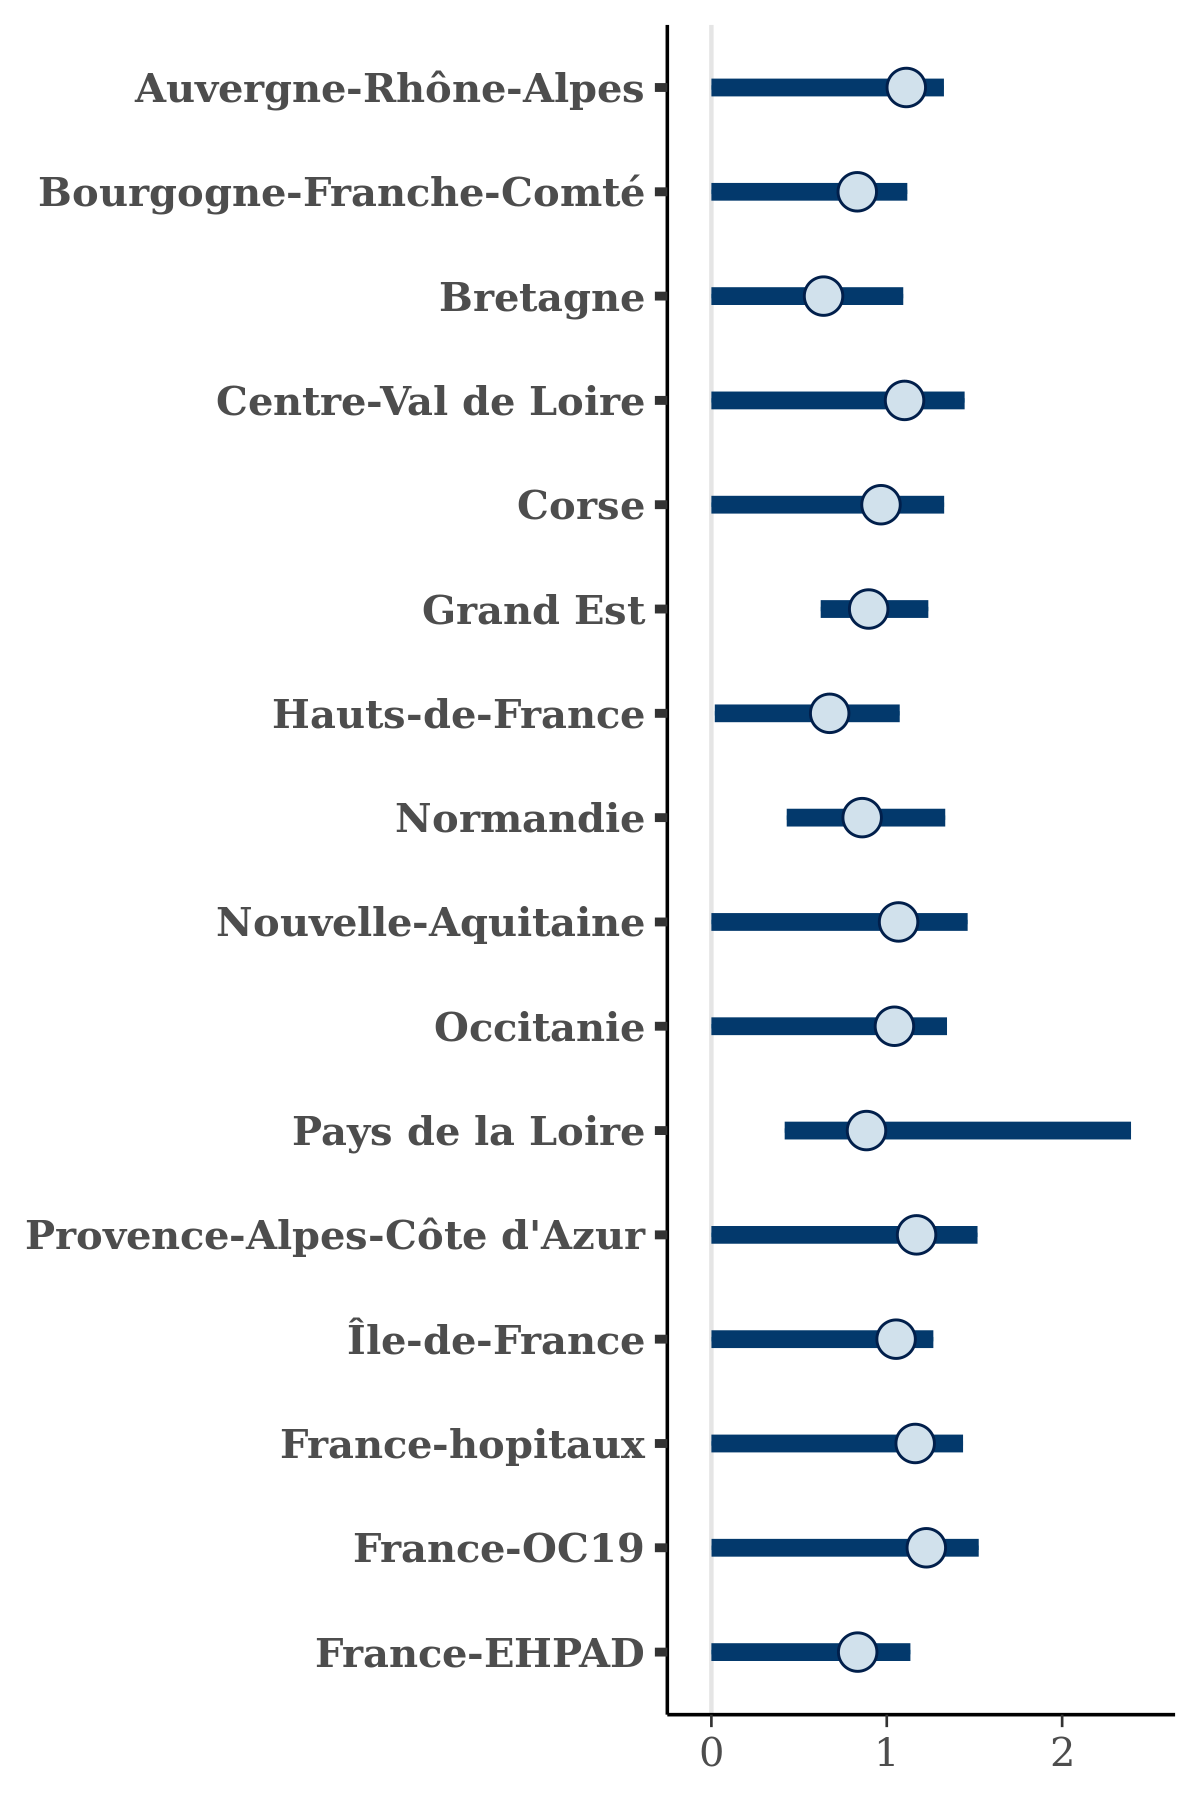 Auvergne-Rhône-Alpes
Bourgogne-Franche-Comté
Bretagne
Centre-Val de Loire
Corse
Grand Est
Hauts-de-France
Normandie
Nouvelle-Aquitaine
Occitanie
Pays de la Loire
Provence-Alpes-Côte d'Azur
Île-de-France
France-hopitaux
France-OC19
France-EHPAD
0 1 2